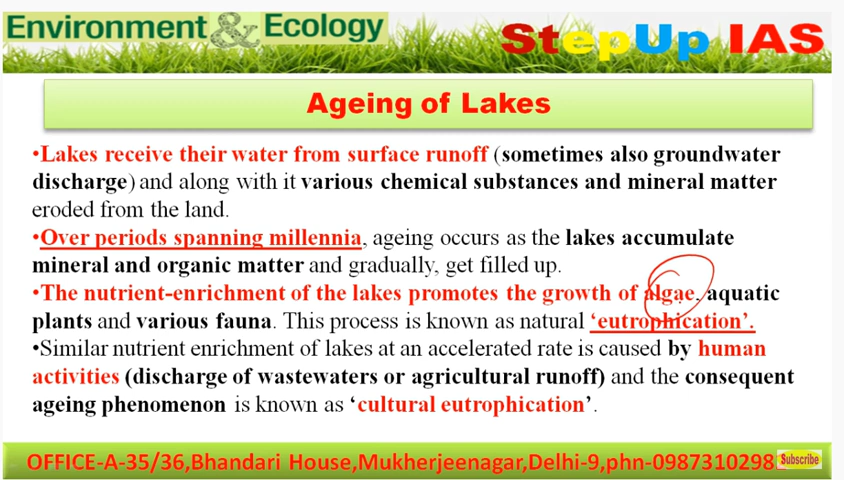 Environment & Ecology
StepUp IAS
Ageing of Lakes
•Lakes receive their water from surface runoff (sometimes also groundwater
discharge) and along with it various chemical substances and mineral matter
eroded from the land.
•Over periods spanning millennia, ageing occurs as the lakes accumulate
mineral and organic matter and gradually, get filled up.
•The nutrient-enrichment of the lakes promotes the growth of algae, aquatic
plants and various fauna. This process is known as natural ‘eutrophication’.
•Similar nutrient enrichment of lakes at an accelerated rate is caused by human
activities (discharge of wastewaters or agricultural runoff) and the consequent
ageing phenomenon is known as ‘cultural eutrophication’.
OFFICE-A-35/36,Bhandari House,Mukherjeenagar,Delhi-9,phn-0987310298
Subscribe